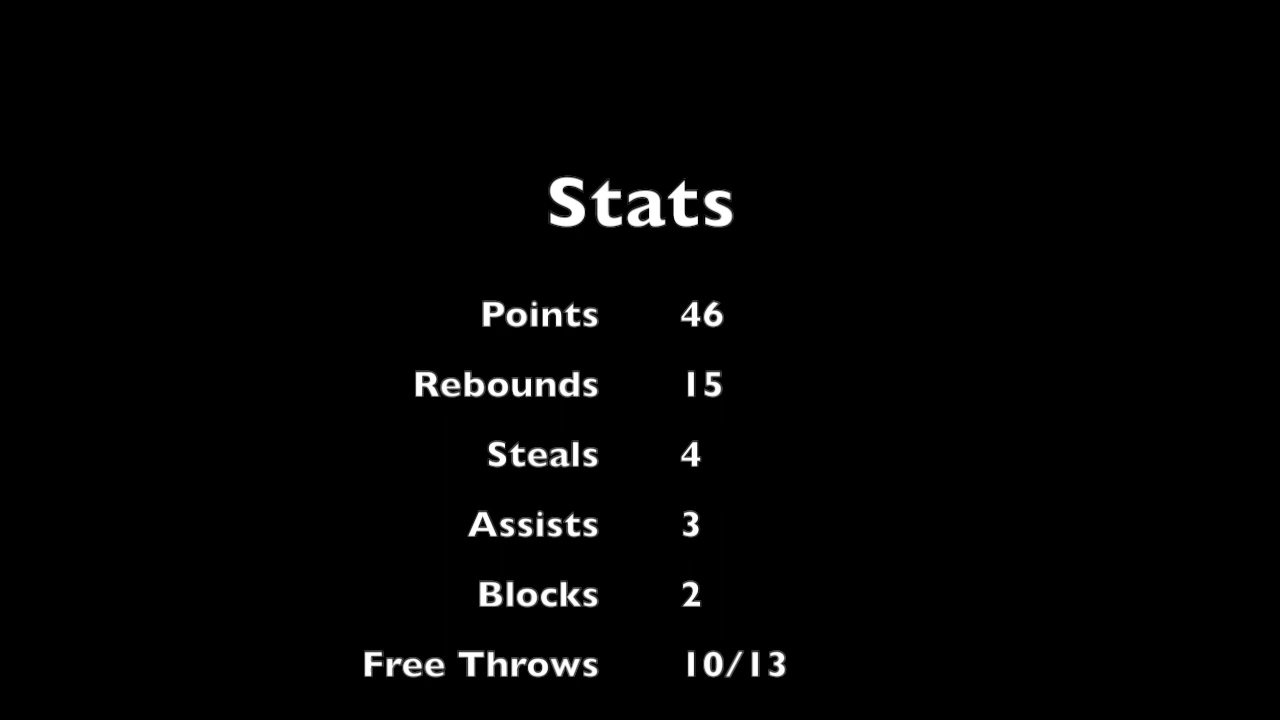 Stats
Points 46
Rebounds 15
Steals 4
Assists 3
Blocks 2
Free Throws 10/13